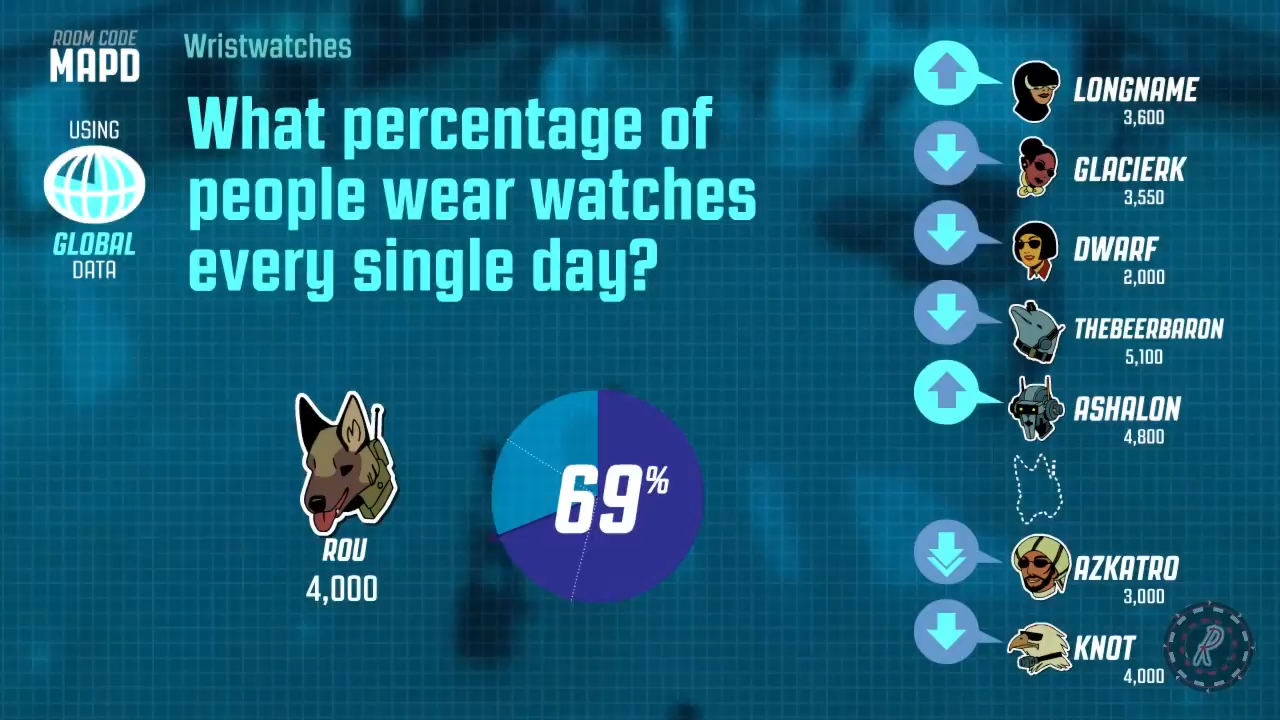 ROOM CODE
MAPD
USING
GLOBAL
DATA
Wristwatches
What percentage of
people wear watches
every single day?
ROU
4,000
69%
LONGNAME
3,600
GLACIERK
3,550
DWARF
2,000
THEBEERBARON
5,100
ASHALON
4,800
AZKATRO
3,000
KNOT
4,000
R